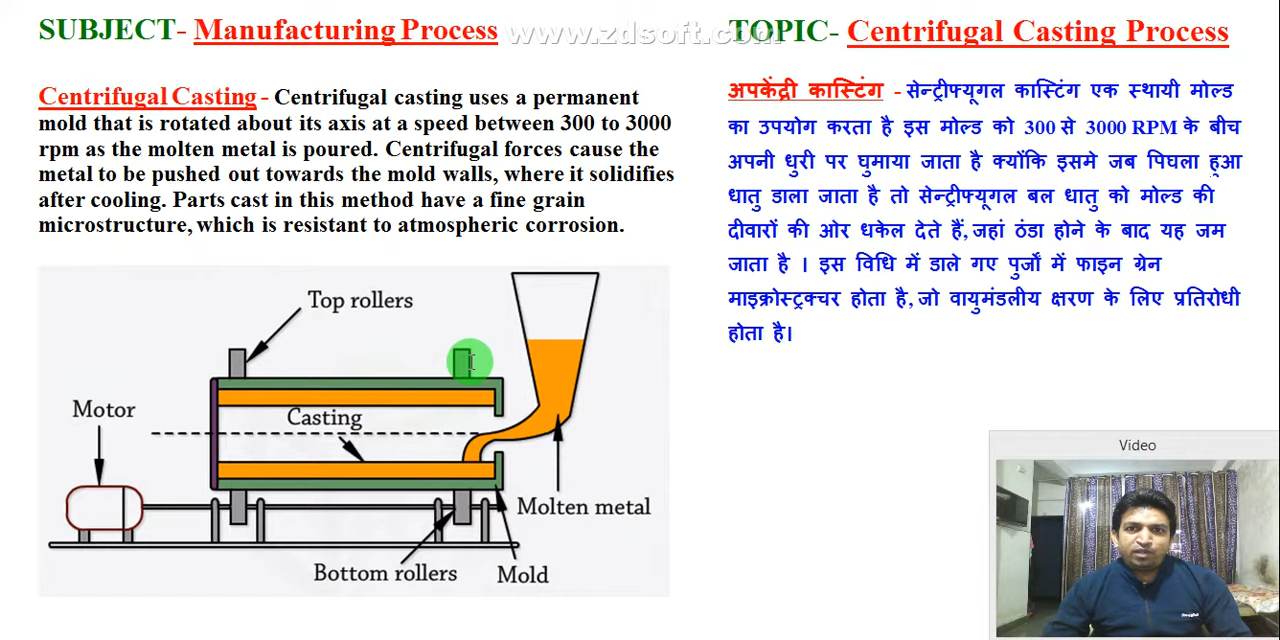 SUBJECT- Manufacturing Process
www.zdsoft.com
TOPIC- Centrifugal Casting Process
Centrifugal Casting - Centrifugal casting uses a permanent
mold that is rotated about its axis at a speed between 300 to 3000
rpm as the molten metal is poured. Centrifugal forces cause the
metal to be pushed out towards the mold walls, where it solidifies
after cooling. Parts cast in this method have a fine grain
microstructure, which is resistant to atmospheric corrosion.
अपकेंद्री कास्टिंग - सेन्ट्रीफ्यूगल कास्टिंग एक स्थायी मोल्ड
का उपयोग करता है इस मोल्ड को 300 से 3000 RPM के बीच
अपनी धुरी पर घुमाया जाता है क्योंकि इसमे जब पिघला हुआ
धातु डाला जाता है तो सेन्ट्रीफ्यूगल बल धातु को मोल्ड की
दीवारों की ओर धकेल देते हैं, जहां ठंडा होने के बाद यह जम
जाता है । इस विधि में डाले गए पुर्जों में फाइन ग्रेन
माइक्रोस्ट्रक्चर होता है, जो वायुमंडलीय क्षरण के लिए प्रतिरोधी
होता है।
Top rollers
Motor
Casting
Molten metal
Bottom rollers
Mold
Video